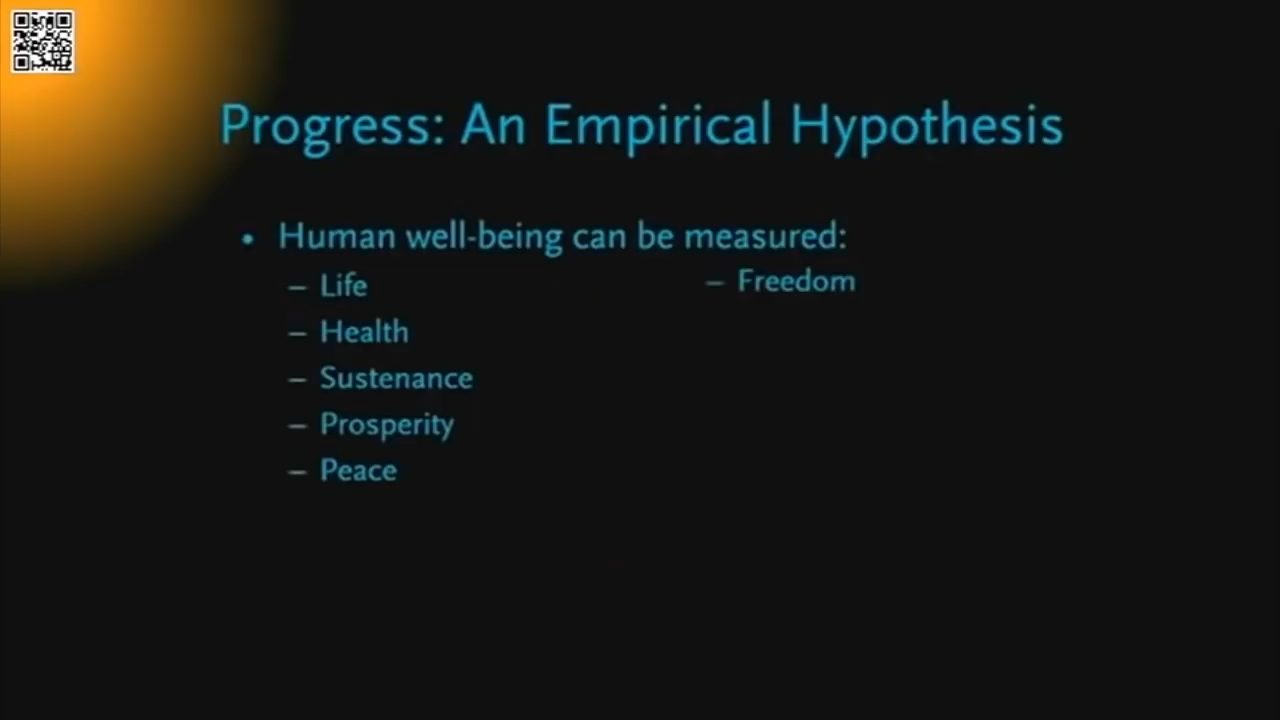 Progress: An Empirical Hypothesis
• Human well-being can be measured:
– Life
– Health
– Sustenance
– Prosperity
– Peace
– Freedom